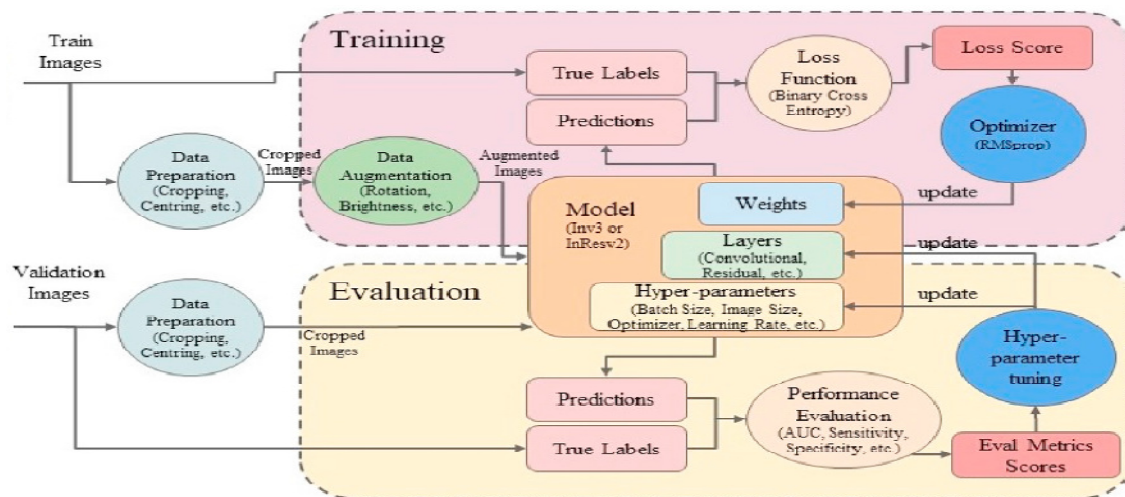 Train
Images
Training
True Labels
Predictions
Loss
Function
(Binary Cross
Entropy)
Loss Score
Optimizer
(RMSprop)
update
Data
Preparation
(Cropping,
Centring, etc.)
Cropped
Images
Data
Augmentation
(Rotation,
Brightness, etc.)
Augmented
Images
Model
(Inv3 or
InResv2)
Weights
Layers
(Convolutional,
Residual, etc.)
update
Hyper-parameters
(Batch Size, Image Size,
Optimizer, Learning Rate, etc.)
update
Validation
Images
Evaluation
Data
Preparation
(Cropping,
Centring, etc.)
Cropped
Images
Predictions
True Labels
Performance
Evaluation
(AUC, Sensitivity,
Specificity, etc.)
Hyper-
parameter
tuning
Eval Metrics
Scores